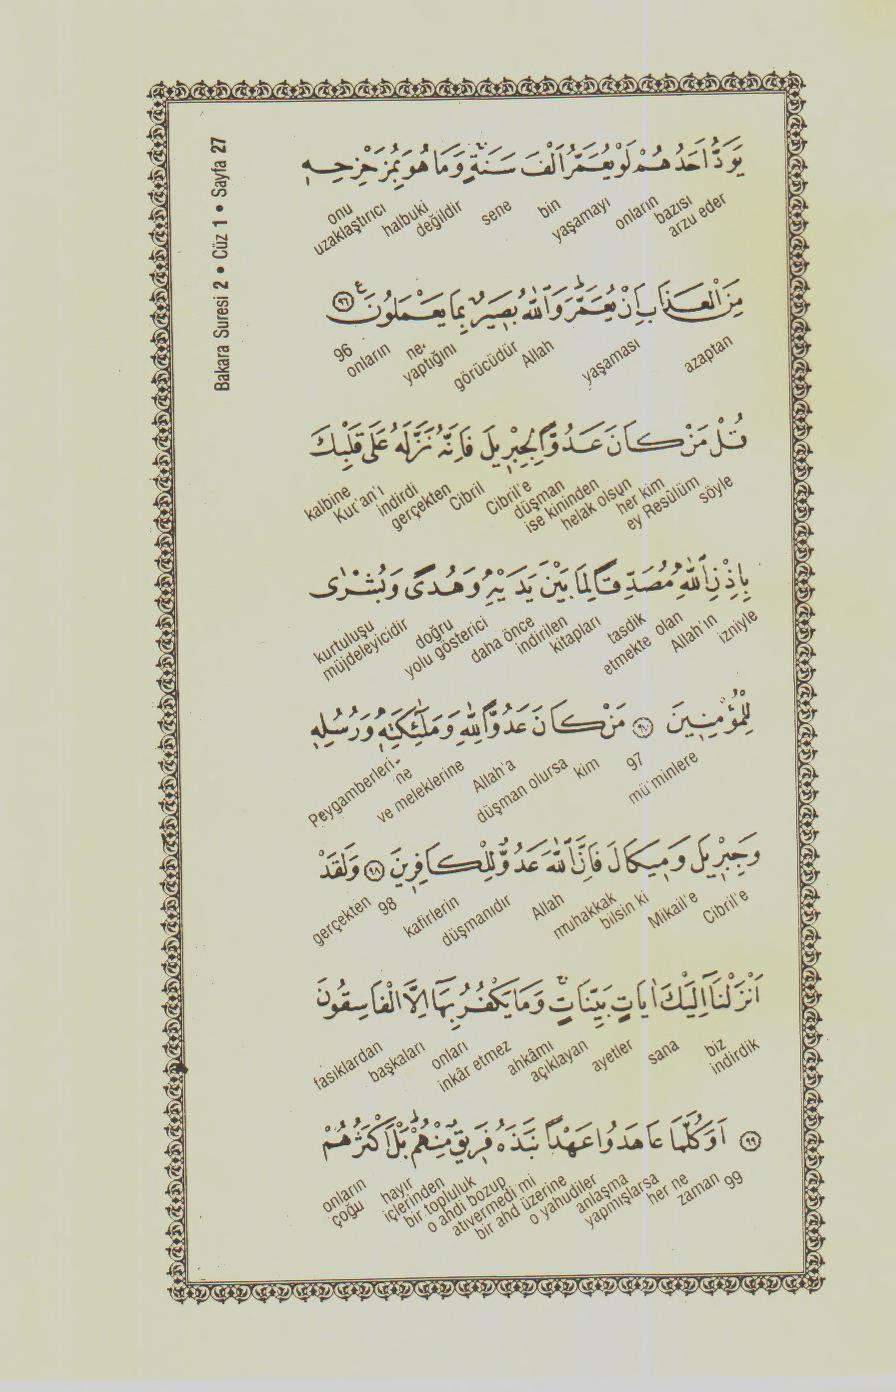 Bakara Suresi 2 • Cüz 1 • Sayfa 27
يَوَدُّ اَحَدُهُمْ لَوْ يُعَمَّرُ اَلْفَ سَنَةٍۚ وَمَا هُوَ بِمُزَحْزِحِهٖ
arzu eder bazısı onların yaşamayı bin sene değildir halbuki uzaklaştırıcı onu
مِنَ الْعَذَابِ اَنْ يُعَمَّرَۜ وَاللّٰهُ بَصٖيرٌ بِمَا يَعْمَلُونَ ﴿٩٦﴾ ع
azaptan yaşaması Allah görücüdür yaptığını ne- onların 96
قُلْ مَنْ كَانَ عَدُوًّا لِجِبْرٖيلَ فَاِنَّهُ نَزَّلَهُ عَلٰى قَلْبِكَ
söyle ey Resûlüm her kim helak olsun ise kininden düşman Cibril'e Cibril gerçekten indirdi Kur'an'ı kalbine
بِاِذْنِ اللّٰهِ مُصَدِّقًا لِمَا بَيْنَ يَدَيْهِ وَهُدًى وَبُشْرٰى
izniyle Allah'ın olan etmekte tasdik kitapları indirilen daha önce yolu gösterici doğru müjdeleyicidir kurtuluşu
لِلْمُؤْمِنٖينَ ﴿٩٧﴾ مَنْ كَانَ عَدُوًّا لِلّٰهِ وَمَلٰٓئِكَتِهٖ وَرُسُلِهٖ
mü'minlere 97 kim düşman olursa Allah'a ve meleklerine Peygamberleri- ne
وَجِبْرٖيلَ وَمٖيكَالَ فَاِنَّ اللّٰهَ عَدُوٌّ لِلْكَافِرٖينَ ﴿٩٨﴾ وَلَقَدْ
Cibril'e Mikail'e bilsin ki muhakkak Allah düşmanıdır kafirlerin 98 gerçekten
اَنْزَلْنَٓا اِلَيْكَ اٰيَاتٍ بَيِّنَاتٍۚ وَمَا يَكْفُرُ بِهَٓا اِلَّا الْفَاسِقُونَ
indirdik biz sana ayetler açıklayan ahkâmı inkâr etmez onları başkaları fasıklardan
﴿٩٩﴾ اَوَكُلَّمَا عَاهَدُوا عَهْدًا نَبَذَهُ فَرٖيقٌ مِنْهُمْۜ بَلْ اَكْثَرُهُمْ
99 zaman her ne yapmışlarsa anlaşma o yahudiler bir ahd üzerine atıvermedi mi o ahdi bozup bir topluluk içlerinden hayır çoğu onların